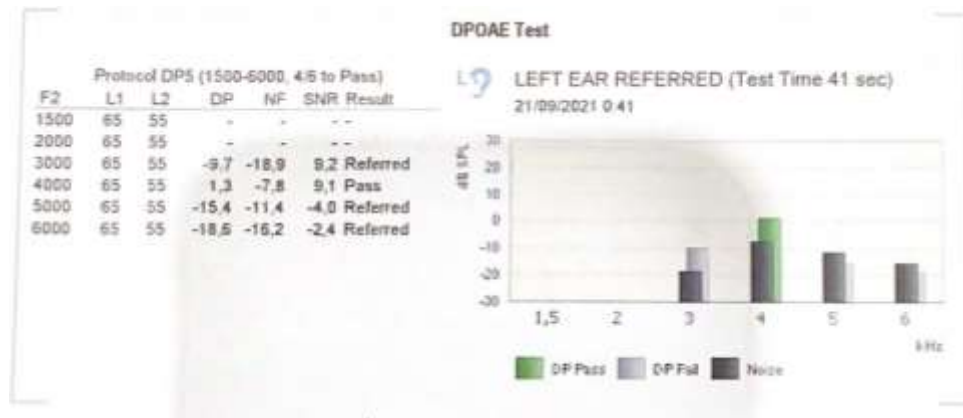 DPOAE Test
Protocol DP5 (1500-6000, 4/6 to Pass)
F2 L1 L2 DP NF SNR Result
1500 65 55 - - - -
2000 65 55 - - - -
3000 65 55 -9,7 -18,9 9,2 Referred
4000 65 55 1,3 -7,8 9,1 Pass
5000 65 55 -15,4 -11,4 -4,0 Referred
6000 65 55 -18,6 -16,2 -2,4 Referred
L
LEFT EAR REFERRED (Test Time 41 sec)
21/09/2021 0:41
dB SPL
30
20
10
0
-10
-20
-30
1,5 2 3 4 5 6
kHz
DP Pass DP Fail Noize